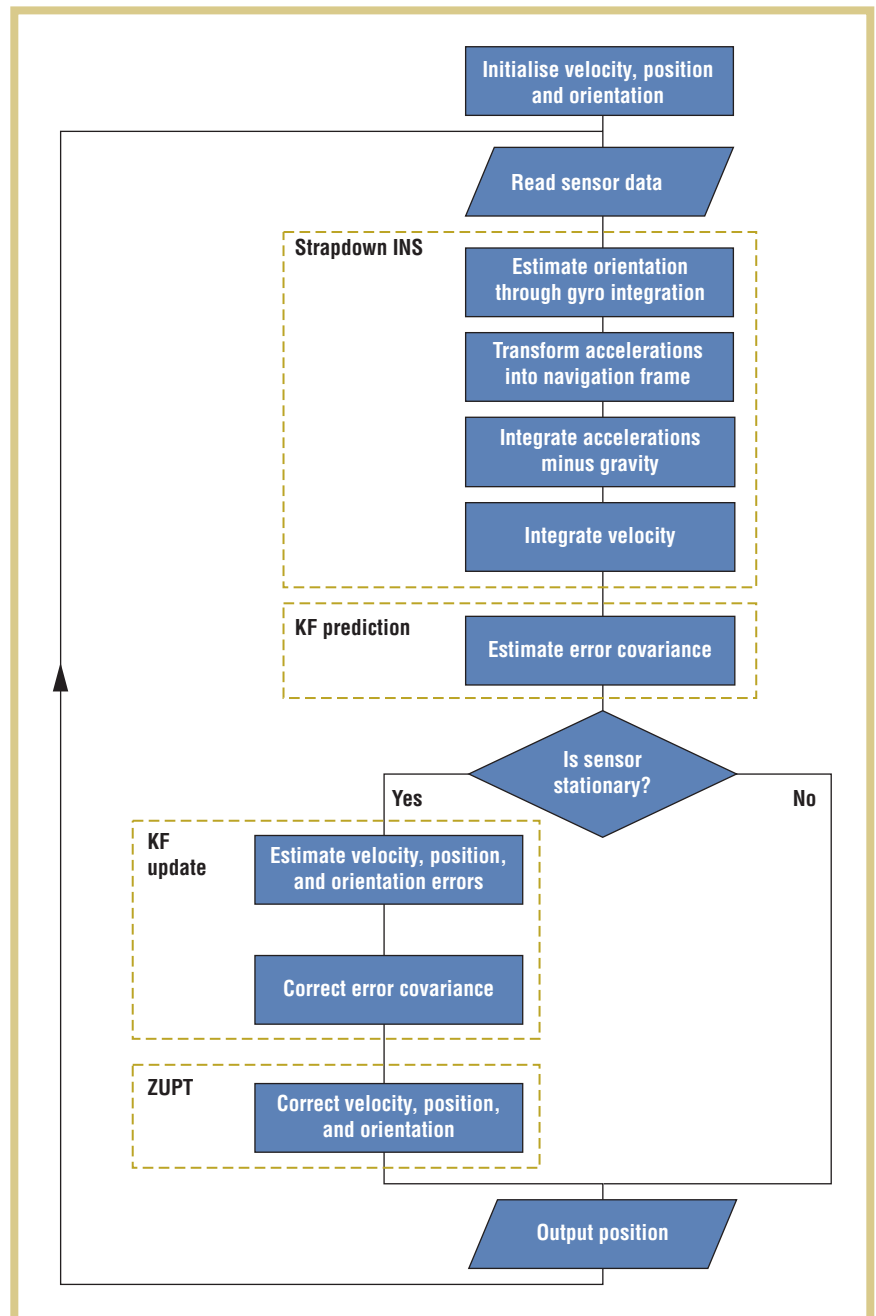 Initialise velocity, position
and orientation
Read sensor data
Strapdown INS
Estimate orientation
through gyro integration
Transform accelerations
into navigation frame
Integrate accelerations
minus gravity
Integrate velocity
KF prediction
Estimate error covariance
Is sensor
stationary?
Yes
No
KF
update
Estimate velocity, position,
and orientation errors
Correct error covariance
ZUPT
Correct velocity, position,
and orientation
Output position